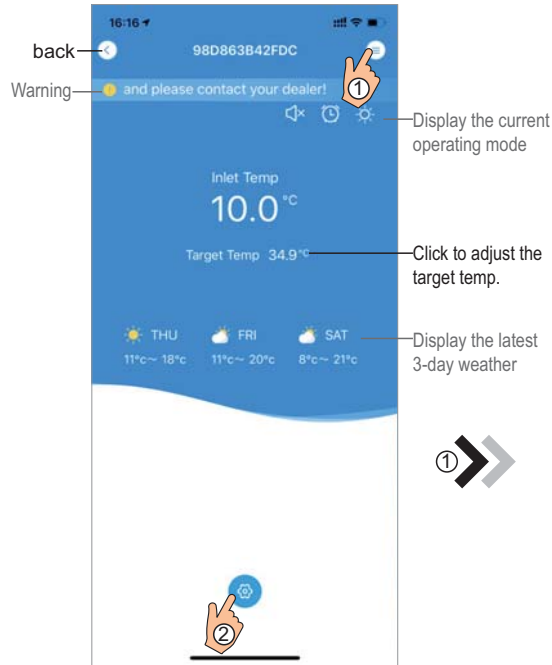 16:16
back
98D863B42FDC
Warning
and please contact your dealer!
①
Display the current
operating mode
Inlet Temp
10.0°C
Target Temp 34.9°C
Click to adjust the
target temp.
THU FRI SAT
11°c~ 18°c 11°c~ 20°c 8°c~ 21°c
Display the latest
3-day weather
①
②